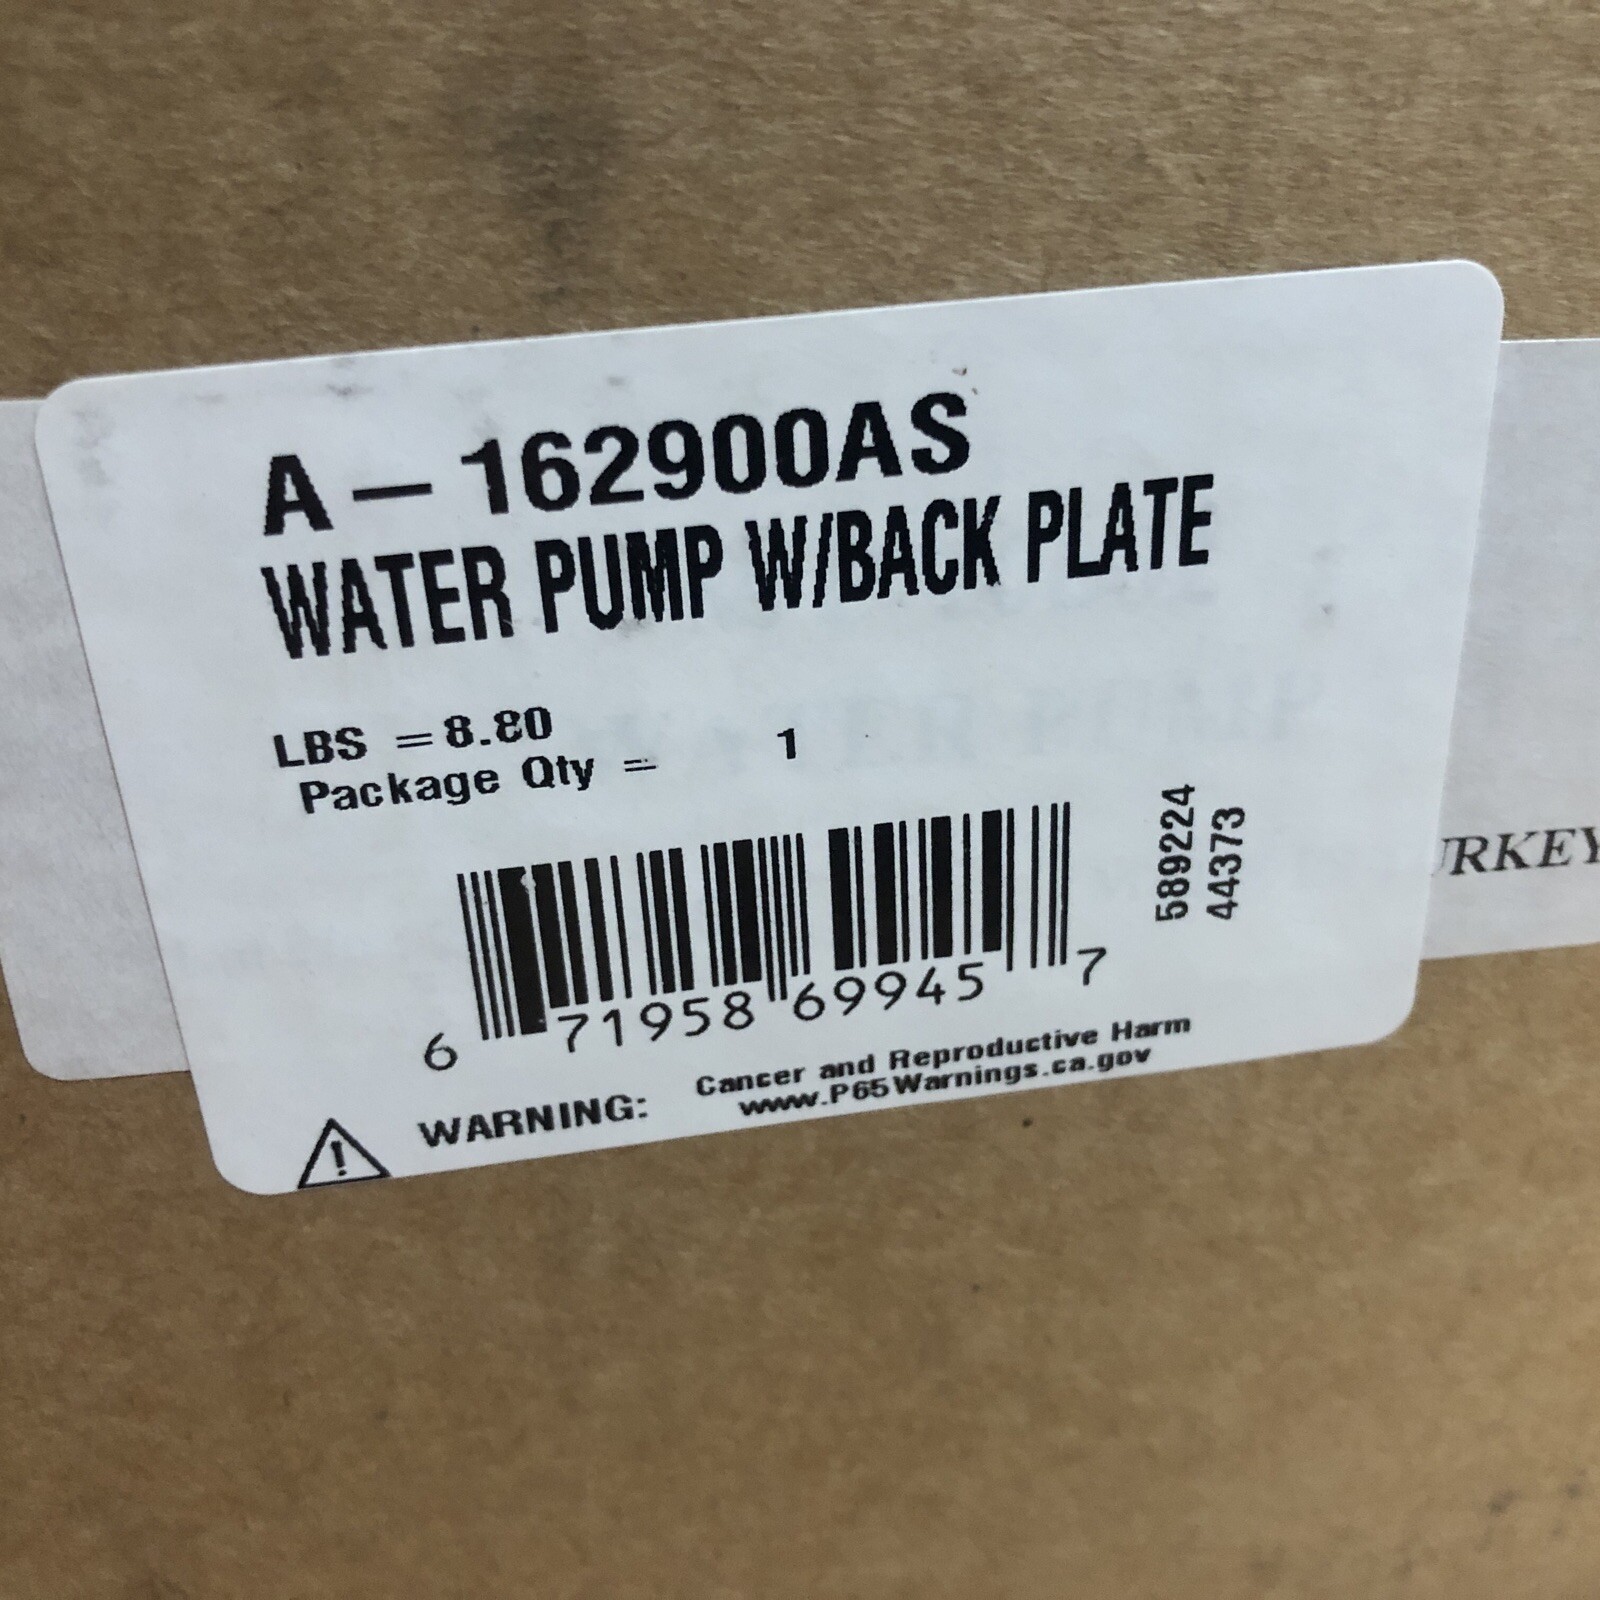 A-162900AS
WATER PUMP W/BACK PLATE
LBS =8.80
Package Qty = 1
589224
44373
6 71958 69945 7
WARNING: Cancer and Reproductive Harm
www.P65Warnings.ca.gov
URKEY